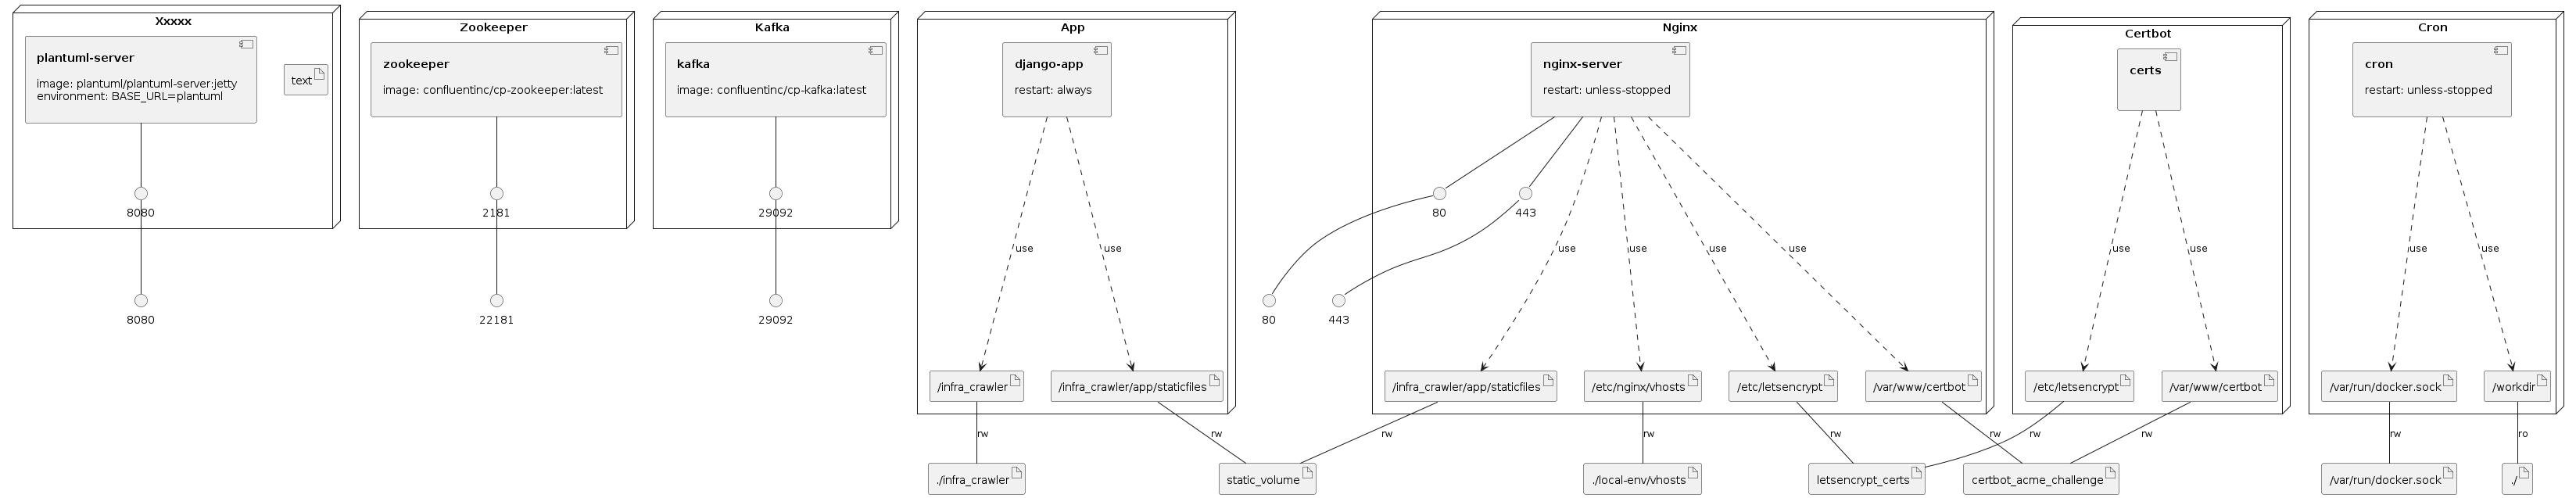 Xxxxx
plantuml-server
image: plantuml/plantuml-server:jetty
environment: BASE_URL=plantuml
text
8080
8080
Zookeeper
zookeeper
image: confluentinc/cp-zookeeper:latest
2181
22181
Kafka
kafka
image: confluentinc/cp-kafka:latest
29092
29092
App
django-app
restart: always
use
use
/infra_crawler
/infra_crawler/app/staticfiles
rw
rw
./infra_crawler
static_volume
Nginx
nginx-server
restart: unless-stopped
80
443
80
443
use
use
use
use
/infra_crawler/app/staticfiles
/etc/nginx/vhosts
/etc/letsencrypt
/var/www/certbot
rw
rw
rw
rw
./local-env/vhosts
letsencrypt_certs
certbot_acme_challenge
Certbot
certs
use
use
/etc/letsencrypt
/var/www/certbot
rw
rw
Cron
cron
restart: unless-stopped
use
use
/var/run/docker.sock
/workdir
rw
ro
/var/run/docker.sock
./